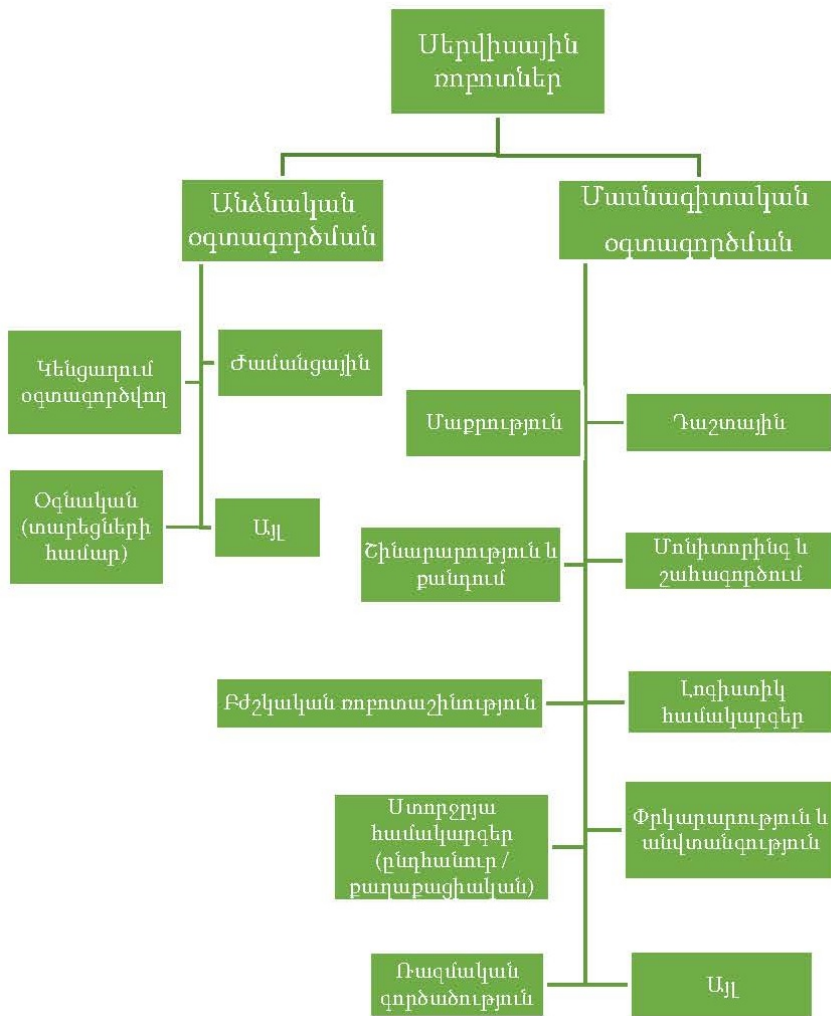 Սերվիսային
ռոբոտներ
Անձնական
օգտագործման
Մասնագիտական
օգտագործման
Կենցաղում
օգտագործվող
Ժամանցային
Օգնական
(տարեցների
համար)
Այլ
Մաքրություն
Դաշտային
Շինարարություն և
քանդում
Մոնիտորինգ և
շահագործում
Բժշկական ռոբոտաշինություն
Լոգիստիկ
համակարգեր
Ստորջրյա
համակարգեր
(ընդհանուր /
քաղաքացիական)
Փրկարարություն և
անվտանգություն
Ռազմական
գործածություն
Այլ